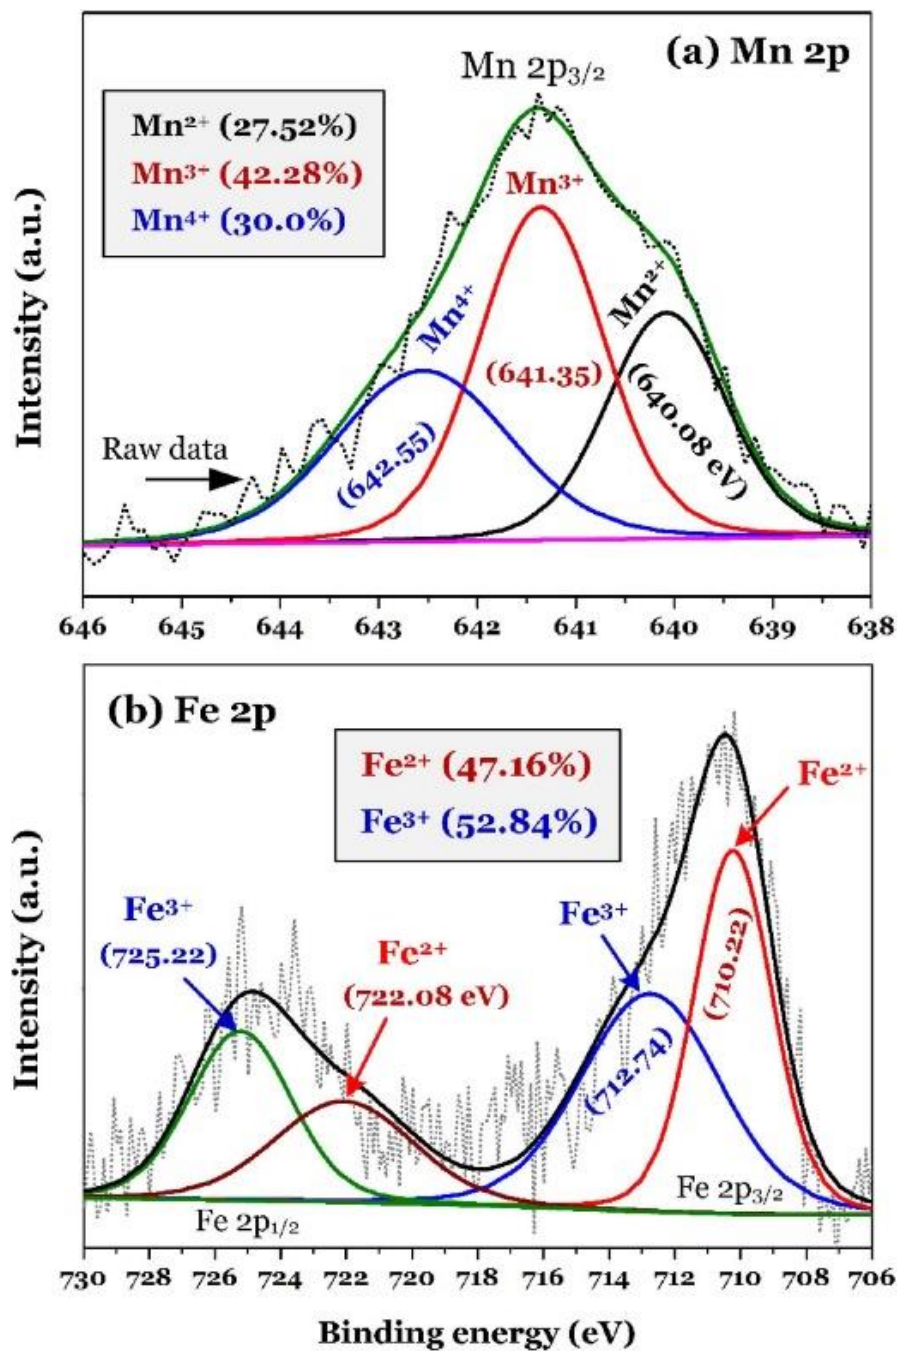 (a) Mn 2p
Mn 2p₃/₂
Mn²⁺ (27.52%)
Mn³⁺ (42.28%)
Mn⁴⁺ (30.0%)
Mn³⁺
Mn²⁺
Mn⁴⁺
(641.35)
(640.08 eV)
(642.55)
Raw data
Intensity (a.u.)
646 645 644 643 642 641 640 639 638
(b) Fe 2p
Fe²⁺ (47.16%)
Fe³⁺ (52.84%)
Fe²⁺
Fe³⁺
(725.22)
Fe³⁺
Fe²⁺
(722.08 eV)
(710.22)
(712.74)
Fe 2p₃/₂
Fe 2p₁/₂
Intensity (a.u.)
730 728 726 724 722 720 718 716 714 712 710 708 706
Binding energy (eV)